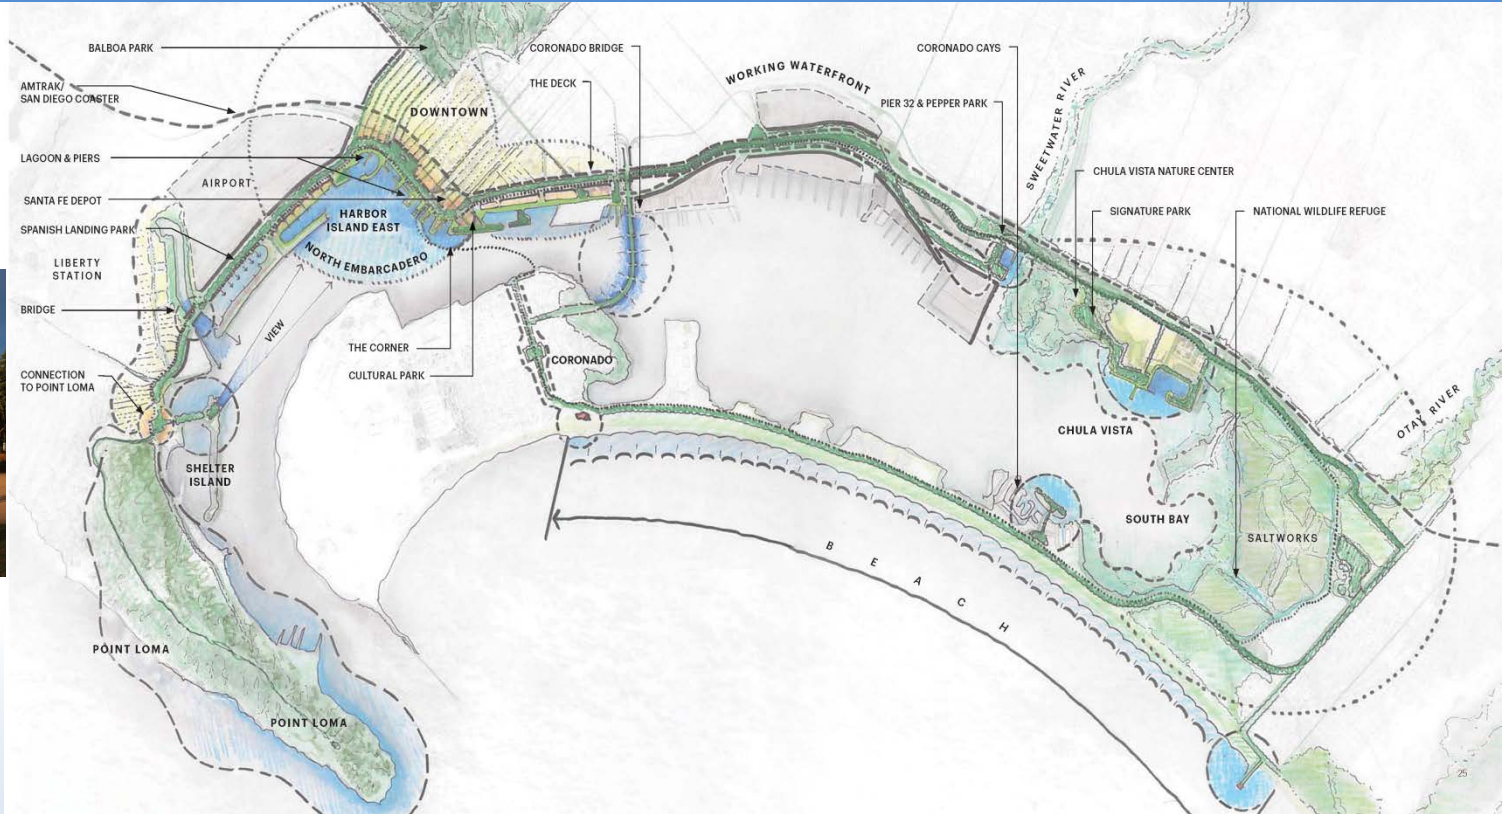 BALBOA PARK
AMTRAK/
SAN DIEGO COASTER
LAGOON & PIERS
AIRPORT
SANTA FE DEPOT
SPANISH LANDING PARK
LIBERTY
STATION
BRIDGE
CONNECTION
TO POINT LOMA
DOWNTOWN
HARBOR
ISLAND EAST
NORTH EMBARCADERO
VIEW
SHELTER
ISLAND
POINT LOMA
POINT LOMA
CORONADO BRIDGE
THE DECK
THE CORNER
CULTURAL PARK
CORONADO
WORKING WATERFRONT
CORONADO CAYS
PIER 32 & PEPPER PARK
SWEETWATER RIVER
CHULA VISTA NATURE CENTER
SIGNATURE PARK
NATIONAL WILDLIFE REFUGE
OTAY RIVER
CHULA VISTA
SOUTH BAY
SALTWORKS
BEACH
25